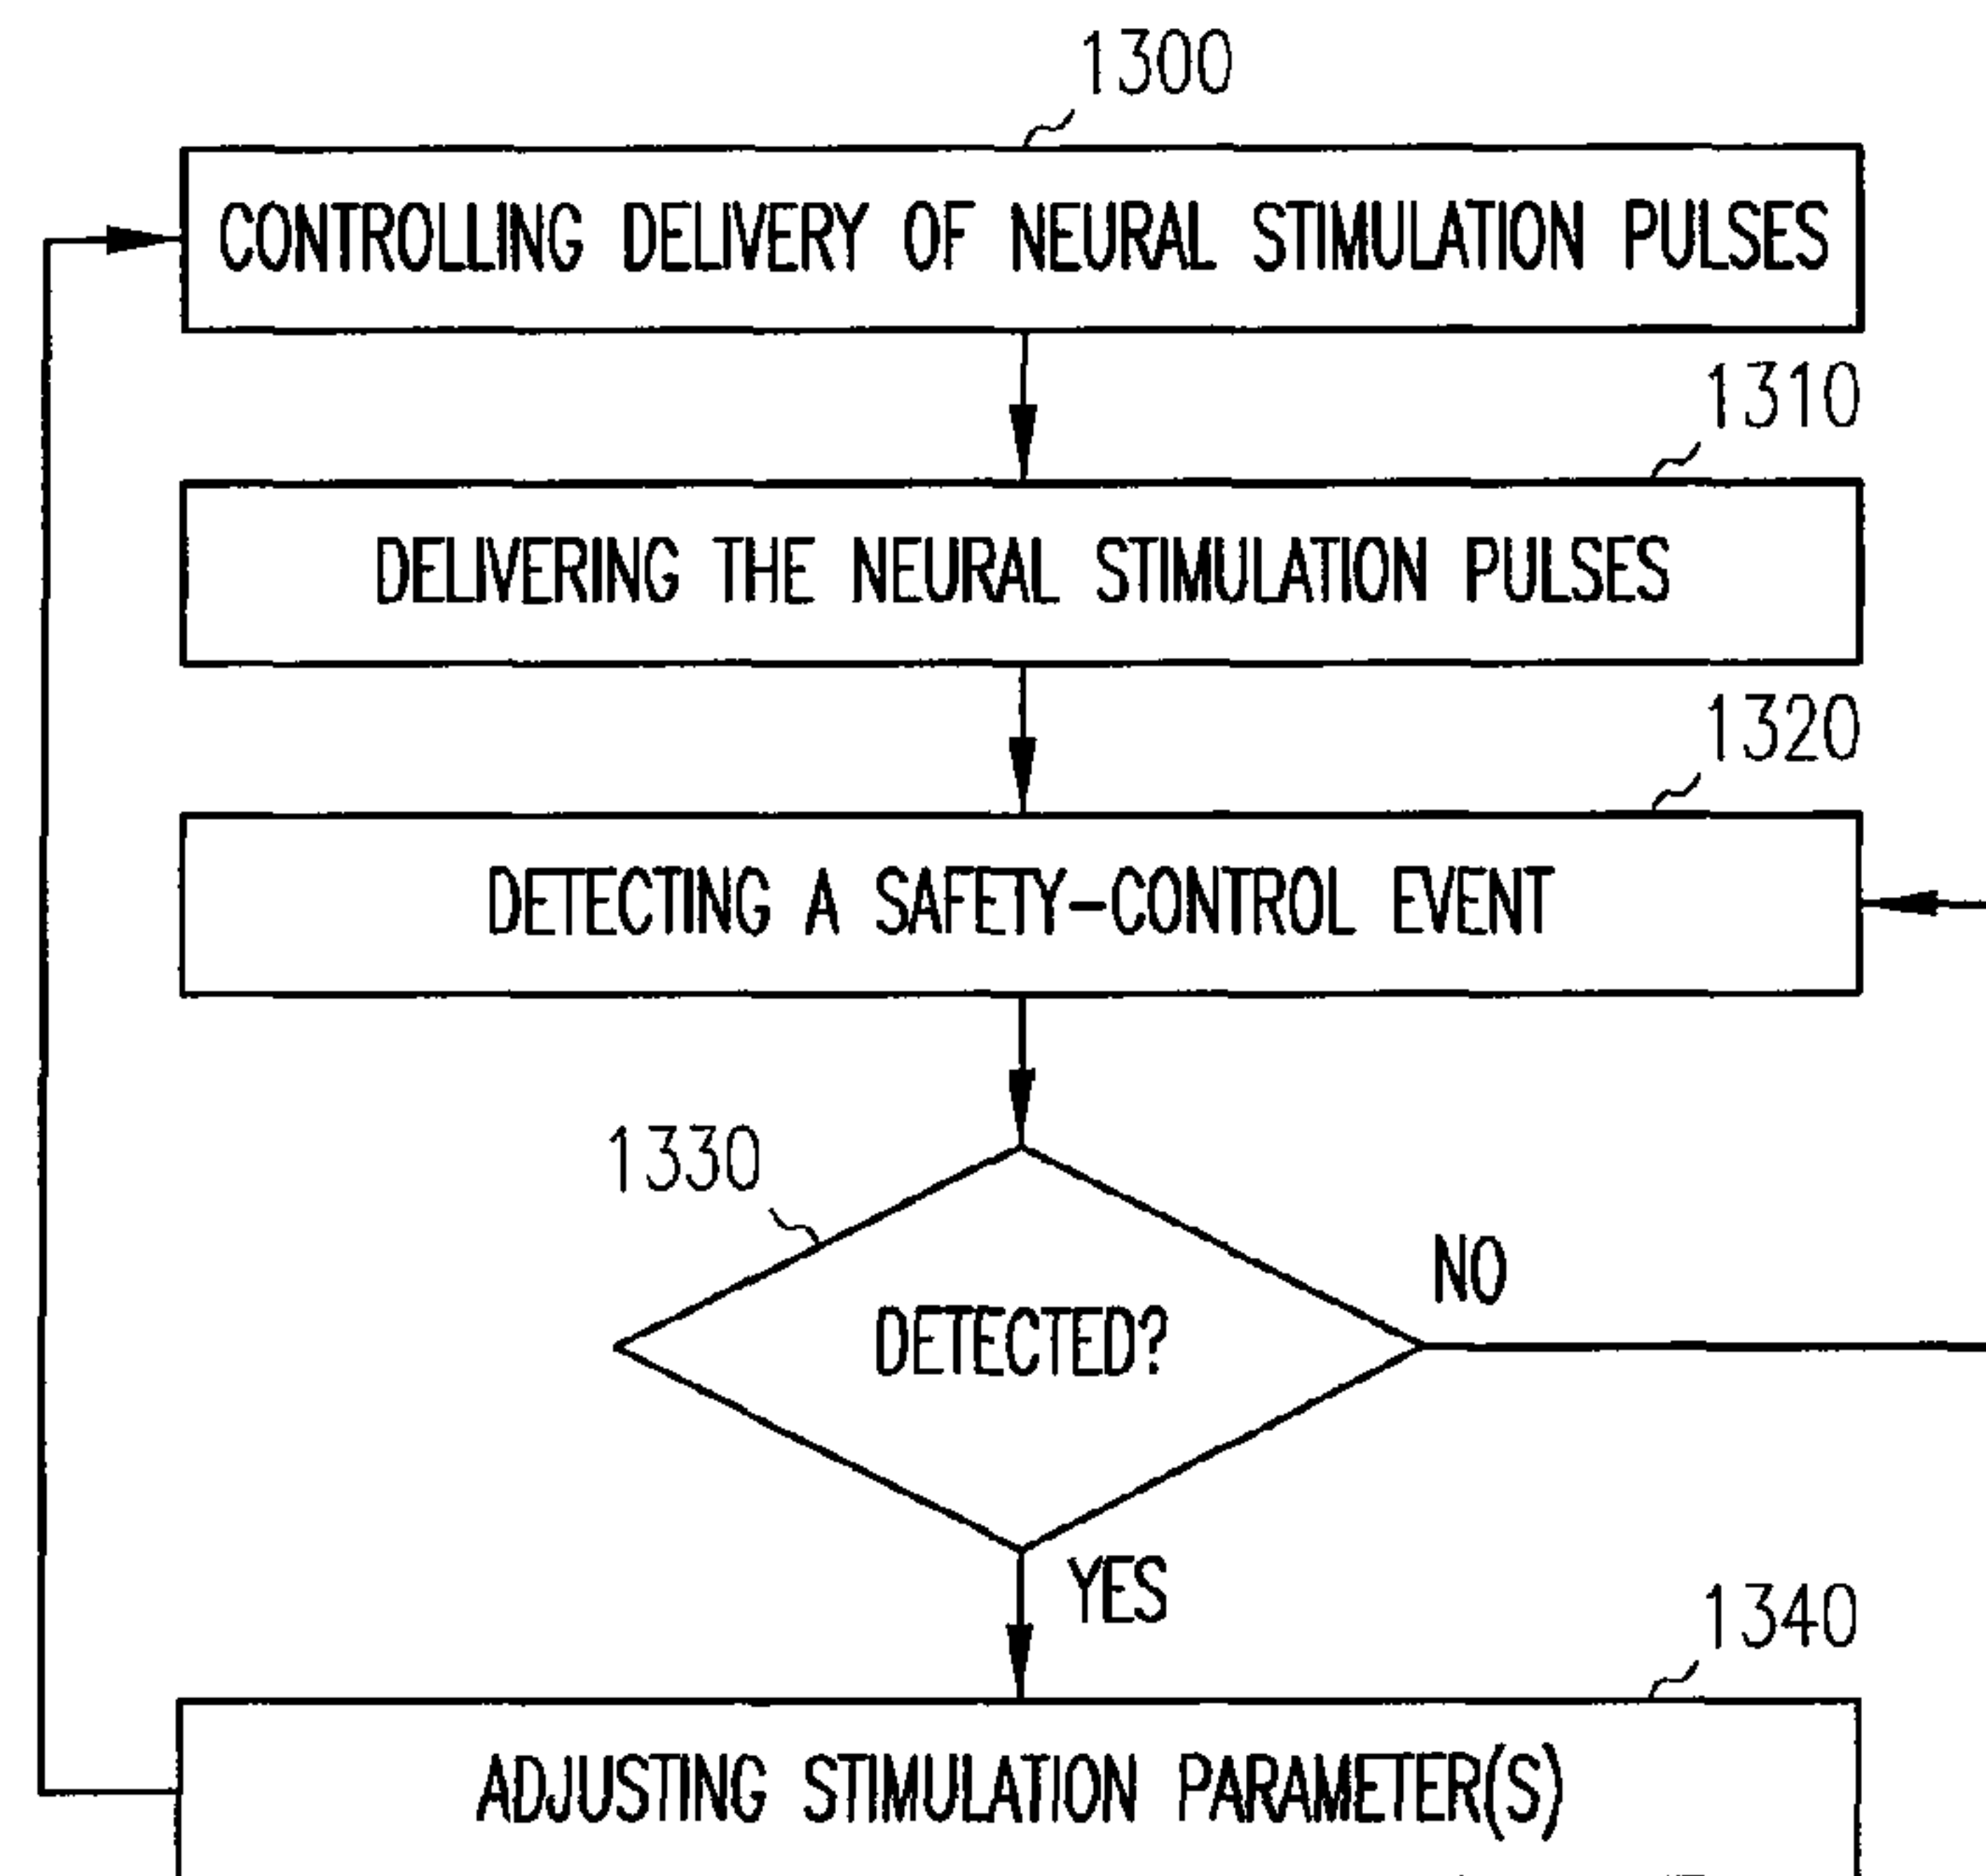 1300
CONTROLLING DELIVERY OF NEURAL STIMULATION PULSES
1310
DELIVERING THE NEURAL STIMULATION PULSES
1320
DETECTING A SAFETY-CONTROL EVENT
1330
DETECTED?
NO
YES
1340
ADJUSTING STIMULATION PARAMETER(S)